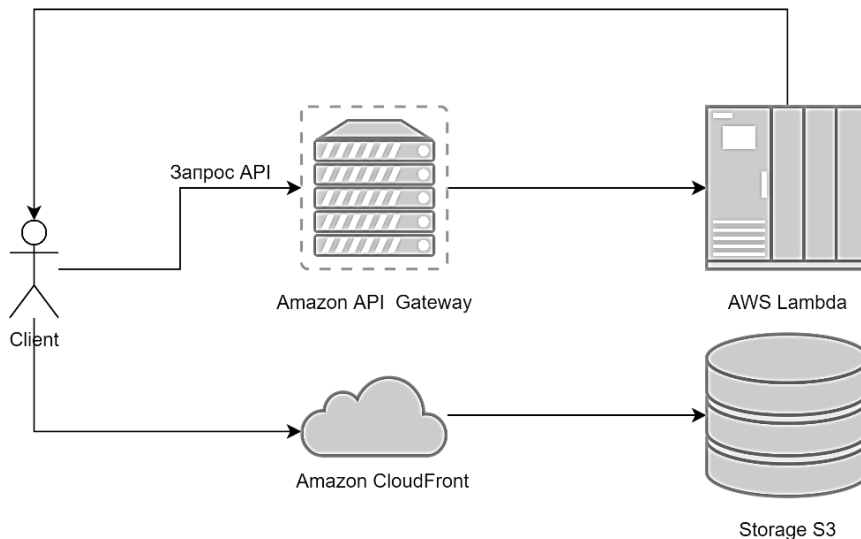 Запрос API
Amazon API  Gateway
AWS Lambda
Client
Amazon CloudFront
Storage S3